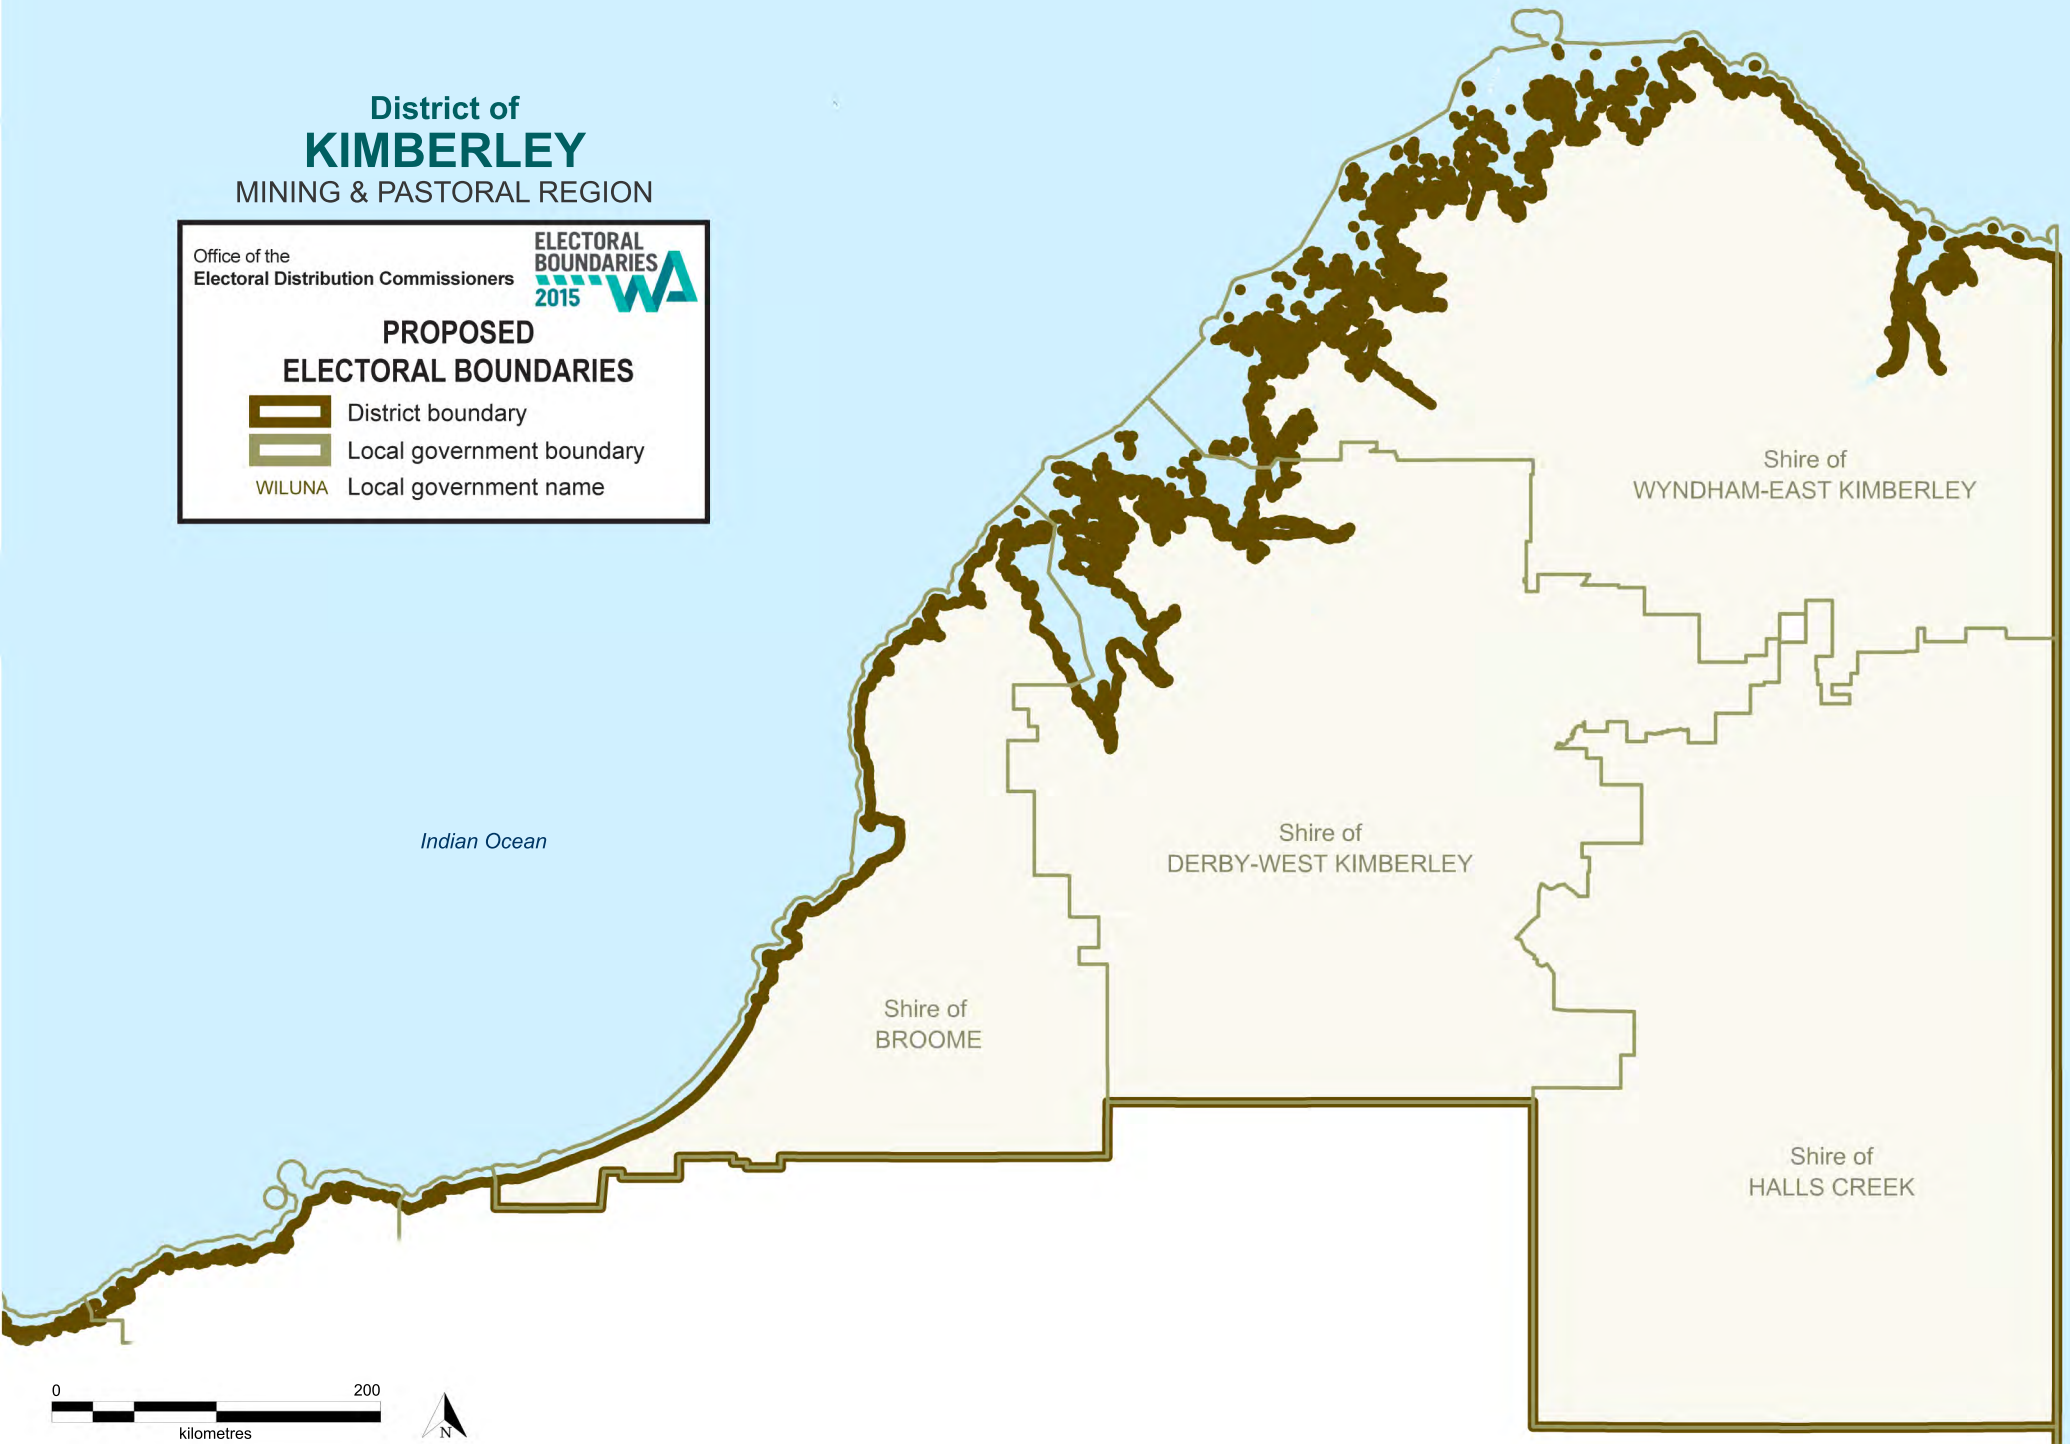 District of
KIMBERLEY
MINING & PASTORAL REGION
Office of the
Electoral Distribution Commissioners
ELECTORAL
BOUNDARIES
2015 WA
PROPOSED
ELECTORAL BOUNDARIES
District boundary
Local government boundary
WILUNA Local government name
Shire of
WYNDHAM-EAST KIMBERLEY
Indian Ocean
Shire of
DERBY-WEST KIMBERLEY
Shire of
BROOME
Shire of
HALLS CREEK
0 200
kilometres
N